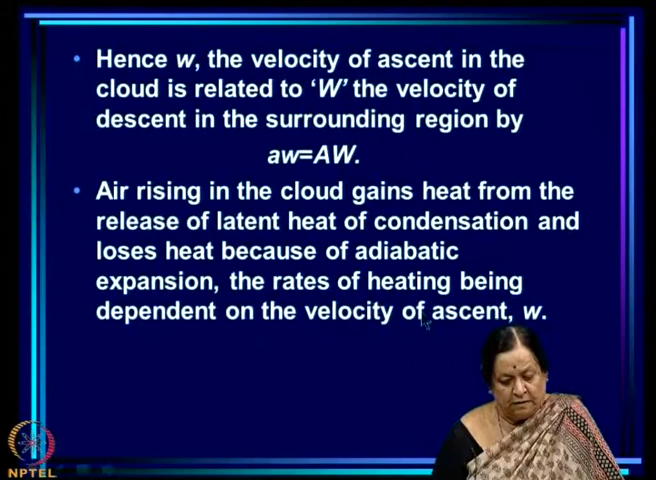 • Hence w, the velocity of ascent in the
cloud is related to ‘W’ the velocity of
descent in the surrounding region by
aw=AW.
• Air rising in the cloud gains heat from the
release of latent heat of condensation and
loses heat because of adiabatic
expansion, the rates of heating being
dependent on the velocity of ascent, w.
NPTEL